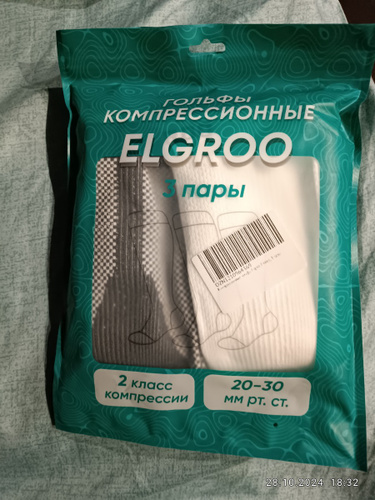 ГОЛЬФЫ
КОМПРЕССИОННЫЕ
ELGROO
3 пары
2 класс
компрессии
20-30
мм рт. ст.
28.10.2024 18:32